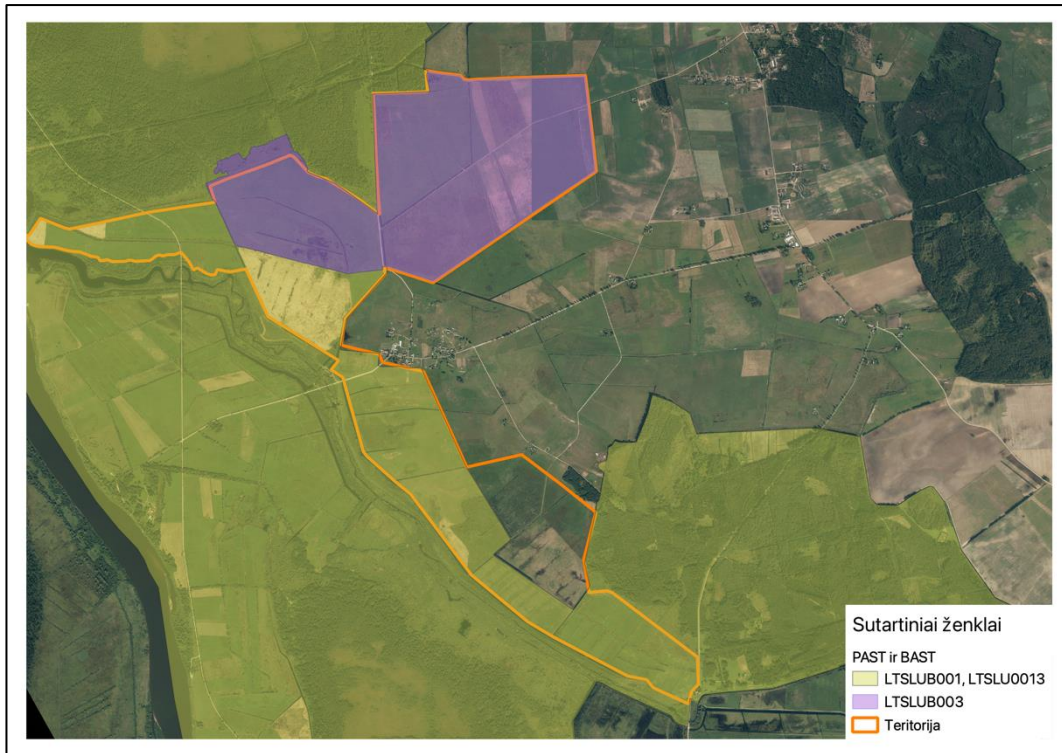 Sutartiniai ženklai
PAST ir BAST
LTSLUB001, LTSLU0013
LTSLUB003
Teritorija